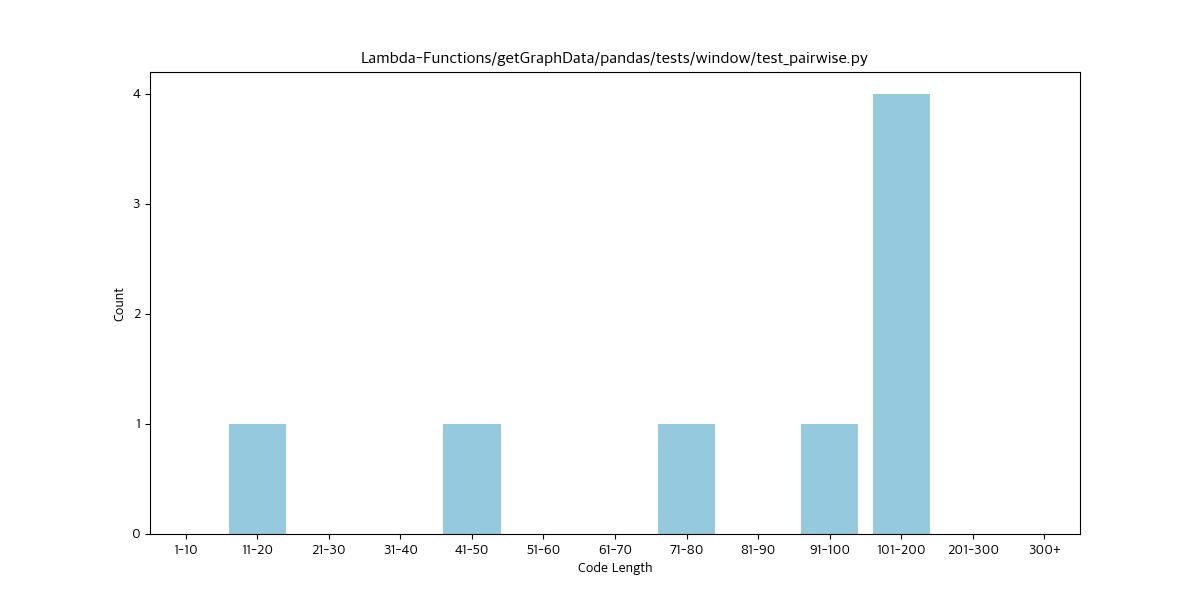 Lambda-Functions/getGraphData/pandas/tests/window/test_pairwise.py
4
3
2
1
0
Count
1-10 11-20 21-30 31-40 41-50 51-60 61-70 71-80 81-90 91-100 101-200 201-300 300+
Code Length